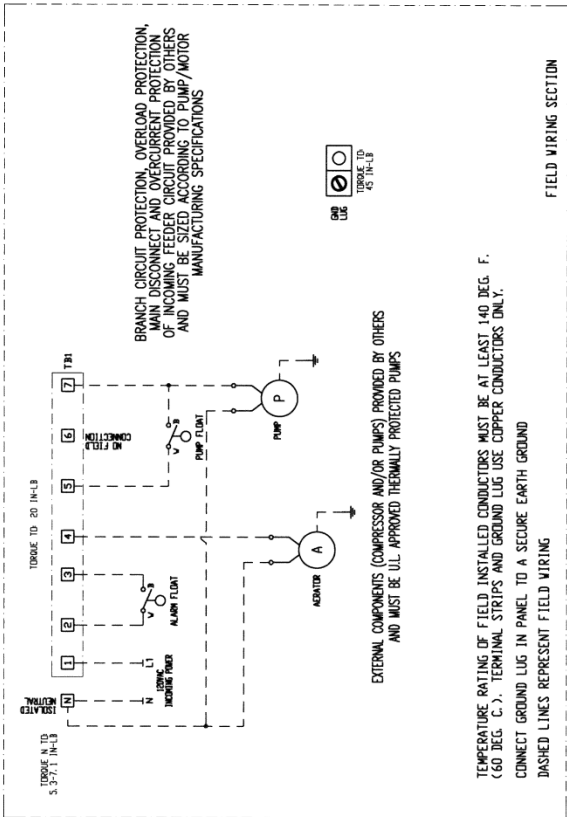 TORQUE N TO:
5.3-7.1 IN-LB
ISOLATED
NEUTRAL
TORQUE TO: 20 IN-LB
N
1
2
3
4
5
6
7
TB1
NO FIELD
CONNECTION
N
L1
120VAC
INCOMING POWER
W
B
ALARM FLOAT
W
B
PUMP FLOAT
A
AERATOR
P
PUMP
BRANCH CIRCUIT PROTECTION, OVERLOAD PROTECTION,
MAIN DISCONNECT AND OVERCURRENT PROTECTION
OF INCOMING FEEDER CIRCUIT PROVIDED BY OTHERS
AND MUST BE SIZED ACCORDING TO PUMP/MOTOR
MANUFACTURING SPECIFICATIONS
GND
LUG
TORQUE TO:
45 IN-LB
EXTERNAL COMPONENTS (COMPRESSOR AND/OR PUMPS) PROVIDED BY OTHERS
AND MUST BE U.L. APPROVED THERMALLY PROTECTED PUMPS
TEMPERATURE RATING OF FIELD INSTALLED CONDUCTORS MUST BE AT LEAST 140 DEG. F.
(60 DEG. C.). TERMINAL STRIPS AND GROUND LUG USE COPPER CONDUCTORS ONLY.
CONNECT GROUND LUG IN PANEL TO A SECURE EARTH GROUND
DASHED LINES REPRESENT FIELD WIRING
FIELD WIRING SECTION